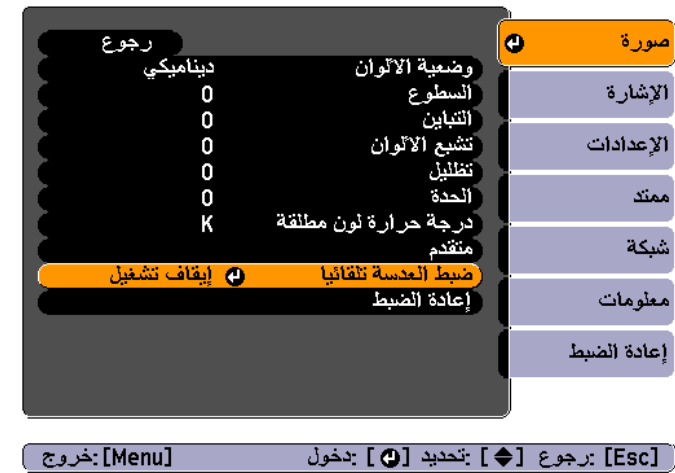 رجوع
وضعية الألوان ديناميكي
السطوع 0
التباين 0
تشبع الألوان 0
تظليل 0
الحدة 0
درجة حرارة لون مطلقة K
متقدم
ضبط العدسة تلقائيا إيقاف تشغيل
إعادة الضبط
صورة
الإشارة
الإعدادات
ممتد
شبكة
معلومات
إعادة الضبط
[Esc] :رجوع [ ] :تحديد [ ] :دخول [Menu] :خروج